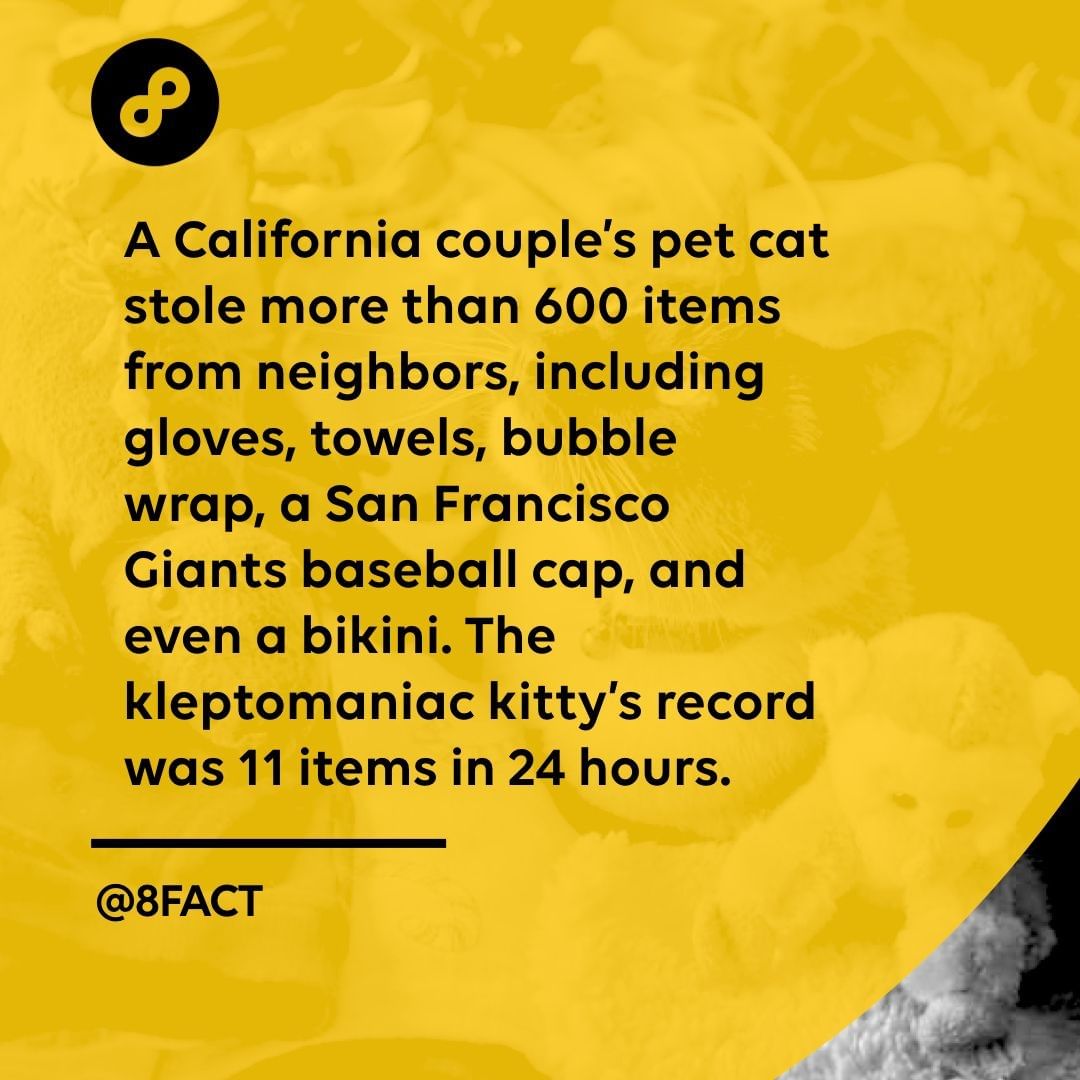 A California couple's pet cat
stole more than 600 items
from neighbors, including
gloves, towels, bubble
wrap, a San Francisco
Giants baseball cap, and
even a bikini. The
kleptomaniac kitty's record
was 11 items in 24 hours.
@8FACT